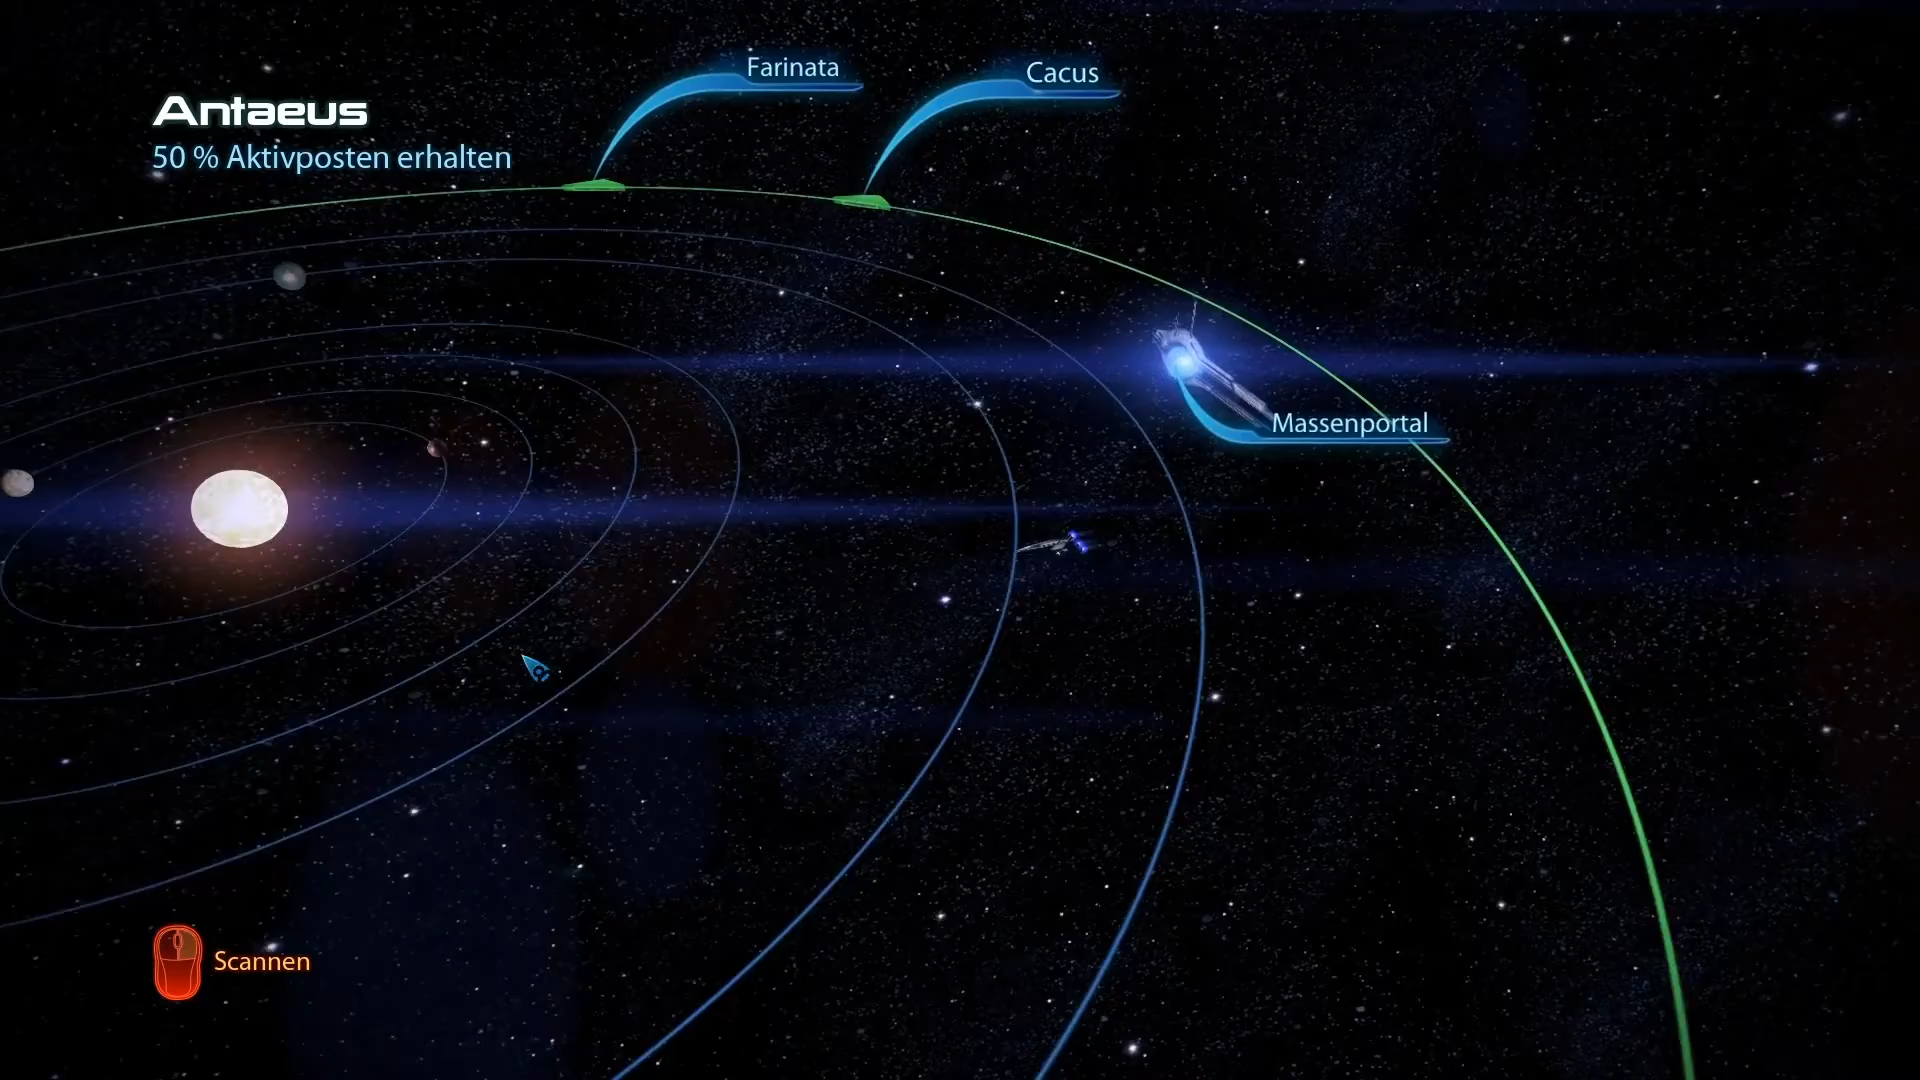 Farinata
Cacus
Antaeus
50 % Aktivposten erhalten
Massenportal
Scannen